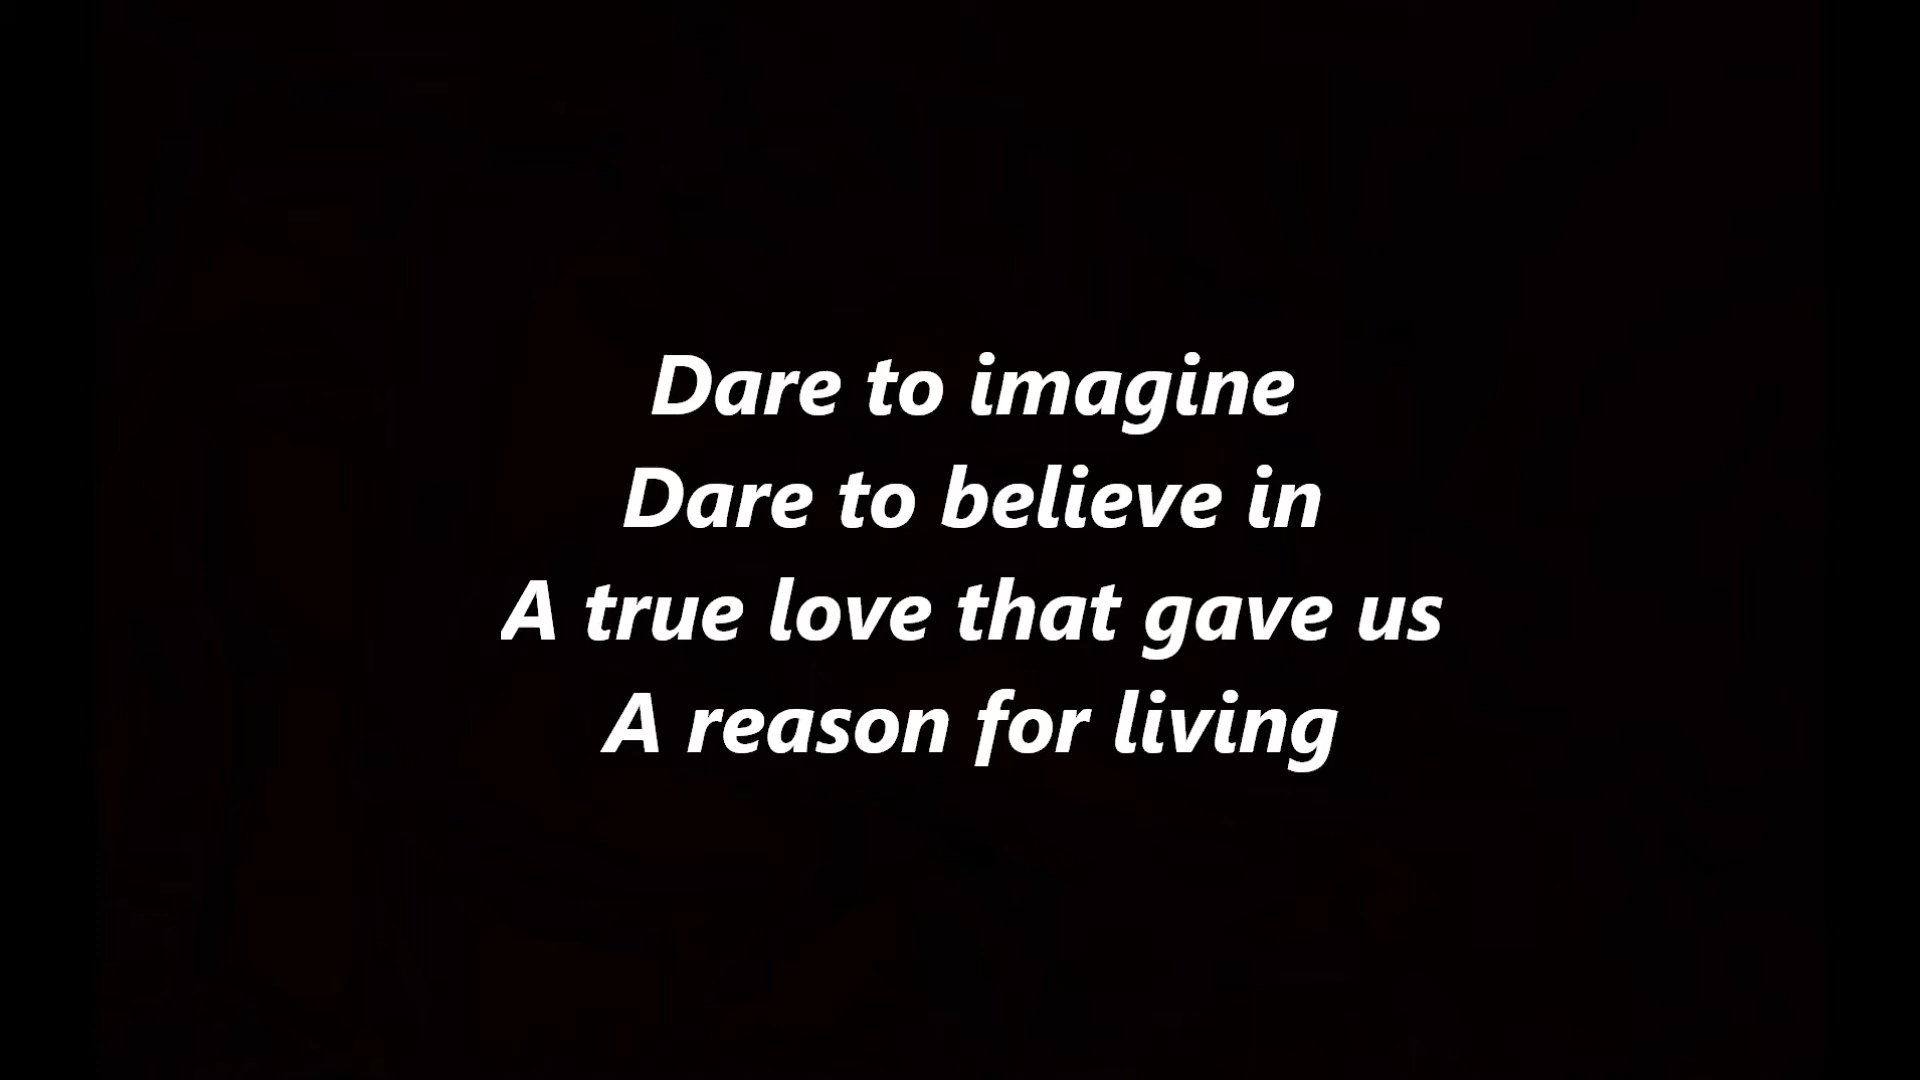 Dare to imagine
Dare to believe in
A true love that gave us
A reason for living